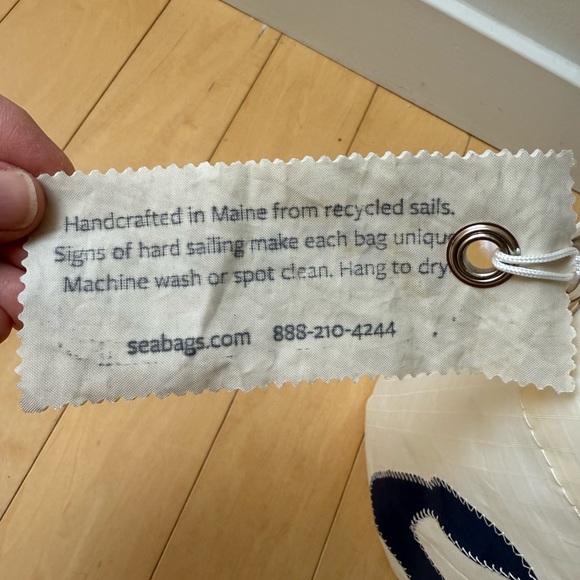 Handcrafted in Maine from recycled sails.
Signs of hard sailing make each bag uniqu
Machine wash or spot clean. Hang to dry
seabags.com 888-210-4244